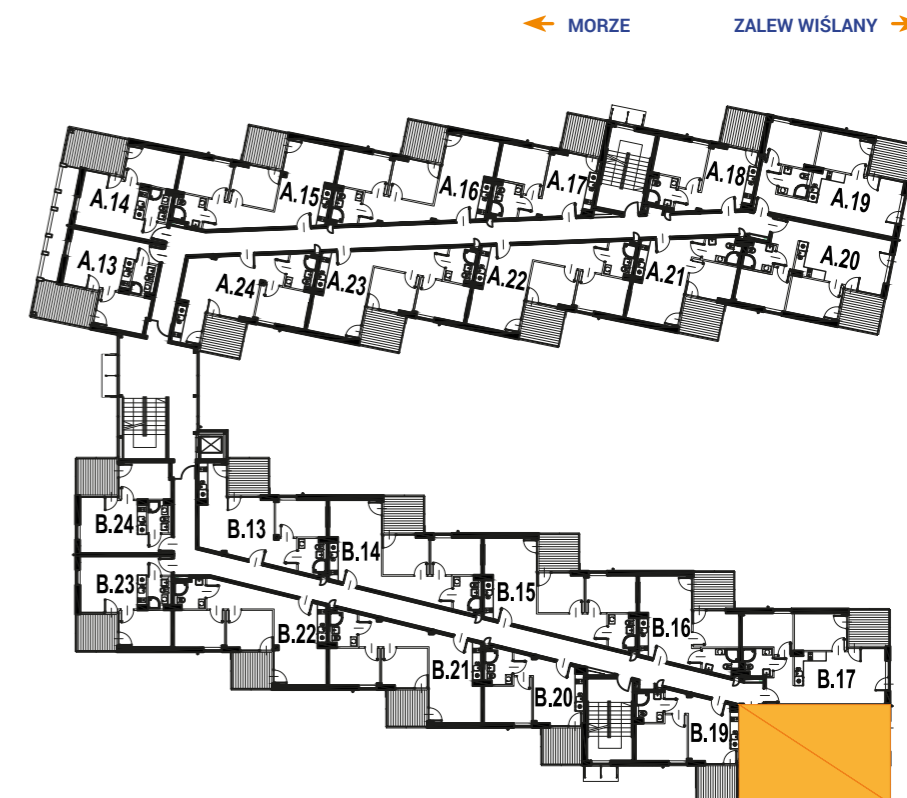 MORZE ZALEW WIŚLANY
A.14
A.15
A.16
A.17
A.18
A.19
A.13
A.24
A.23
A.22
A.21
A.20
B.24
B.13
B.14
B.15
B.16
B.17
B.23
B.22
B.21
B.20
B.19